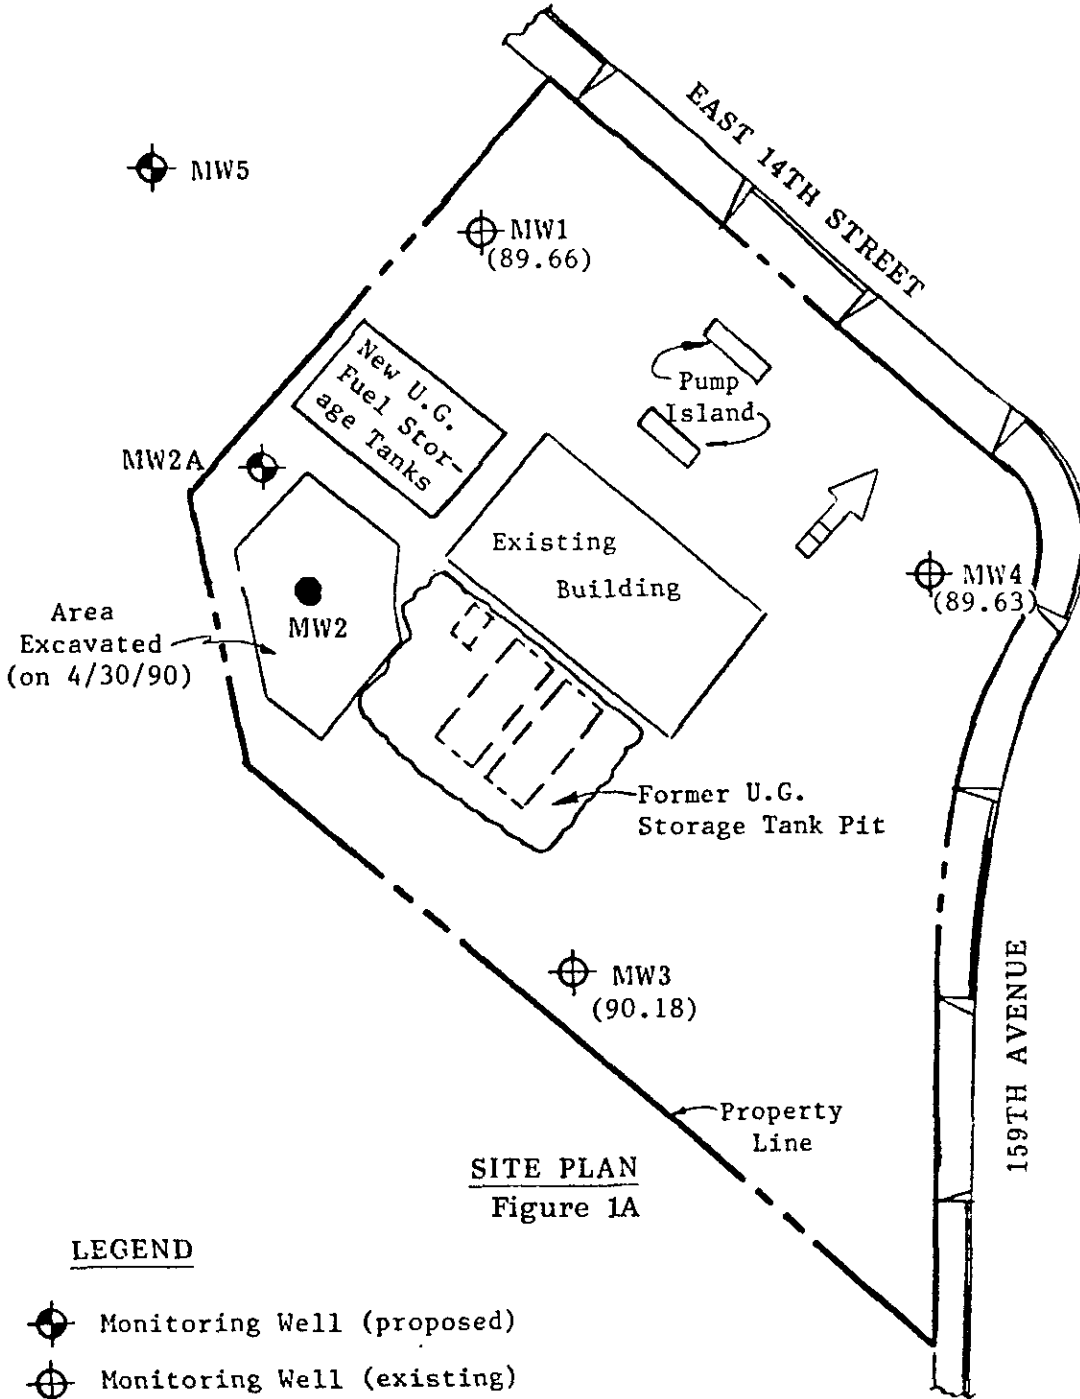 EAST 14TH STREET
MW5
MW1
(89.66)
New U.G.
Fuel Stor-
age Tanks
Pump
Island
MW2A
Existing
Building
MW4
(89.63)
Area
Excavated
(on 4/30/90)
MW2
Former U.G.
Storage Tank Pit
MW3
(90.18)
159TH AVENUE
Property
Line
SITE PLAN
Figure 1A
LEGEND
Monitoring Well (proposed)
Monitoring Well (existing)